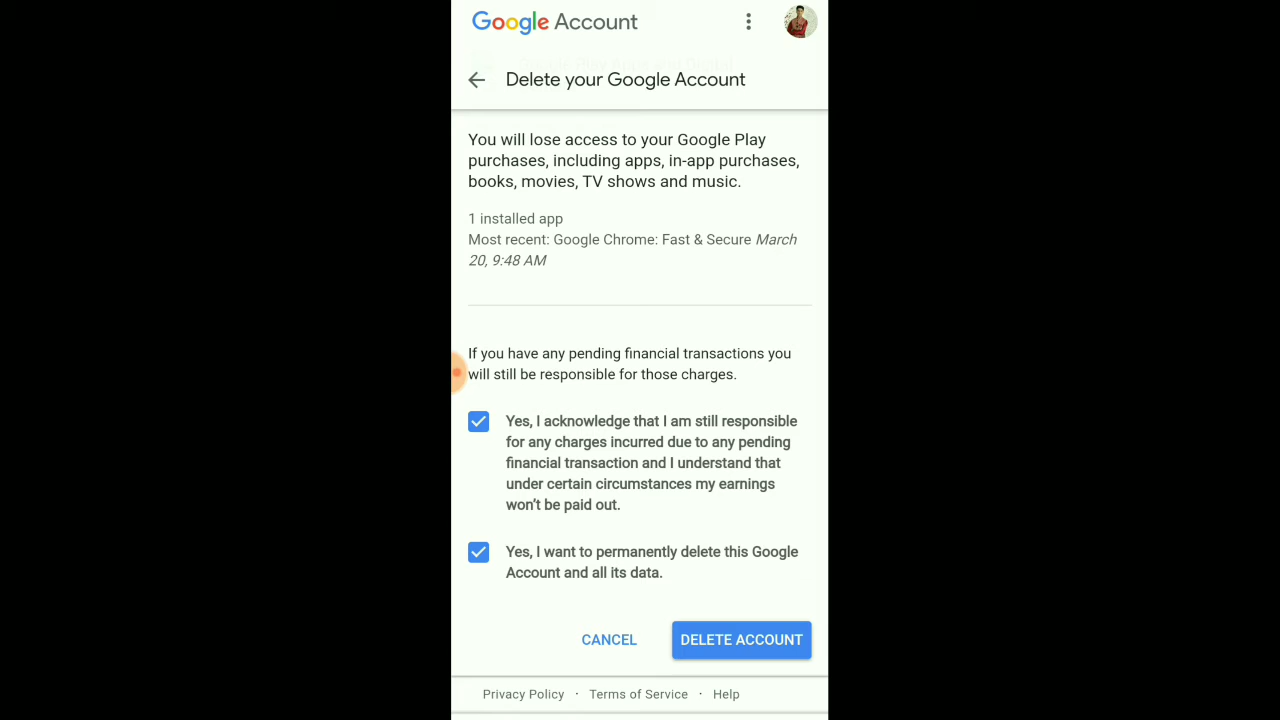 Google Account
Delete your Google Account
You will lose access to your Google Play
purchases, including apps, in-app purchases,
books, movies, TV shows and music.
1 installed app
Most recent: Google Chrome: Fast & Secure March
20, 9:48 AM
If you have any pending financial transactions you
will still be responsible for those charges.
Yes, I acknowledge that I am still responsible
for any charges incurred due to any pending
financial transaction and I understand that
under certain circumstances my earnings
won't be paid out.
Yes, I want to permanently delete this Google
Account and all its data.
CANCEL DELETE ACCOUNT
Privacy Policy · Terms of Service · Help